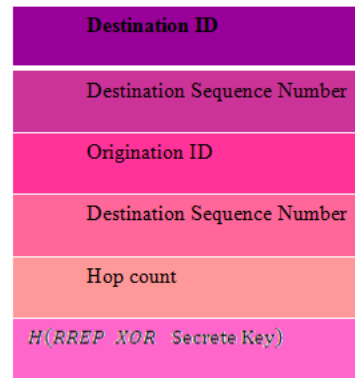 Destination ID
Destination Sequence Number
Origination ID
Destination Sequence Number
Hop count
H(RREP XOR Secrete Key)